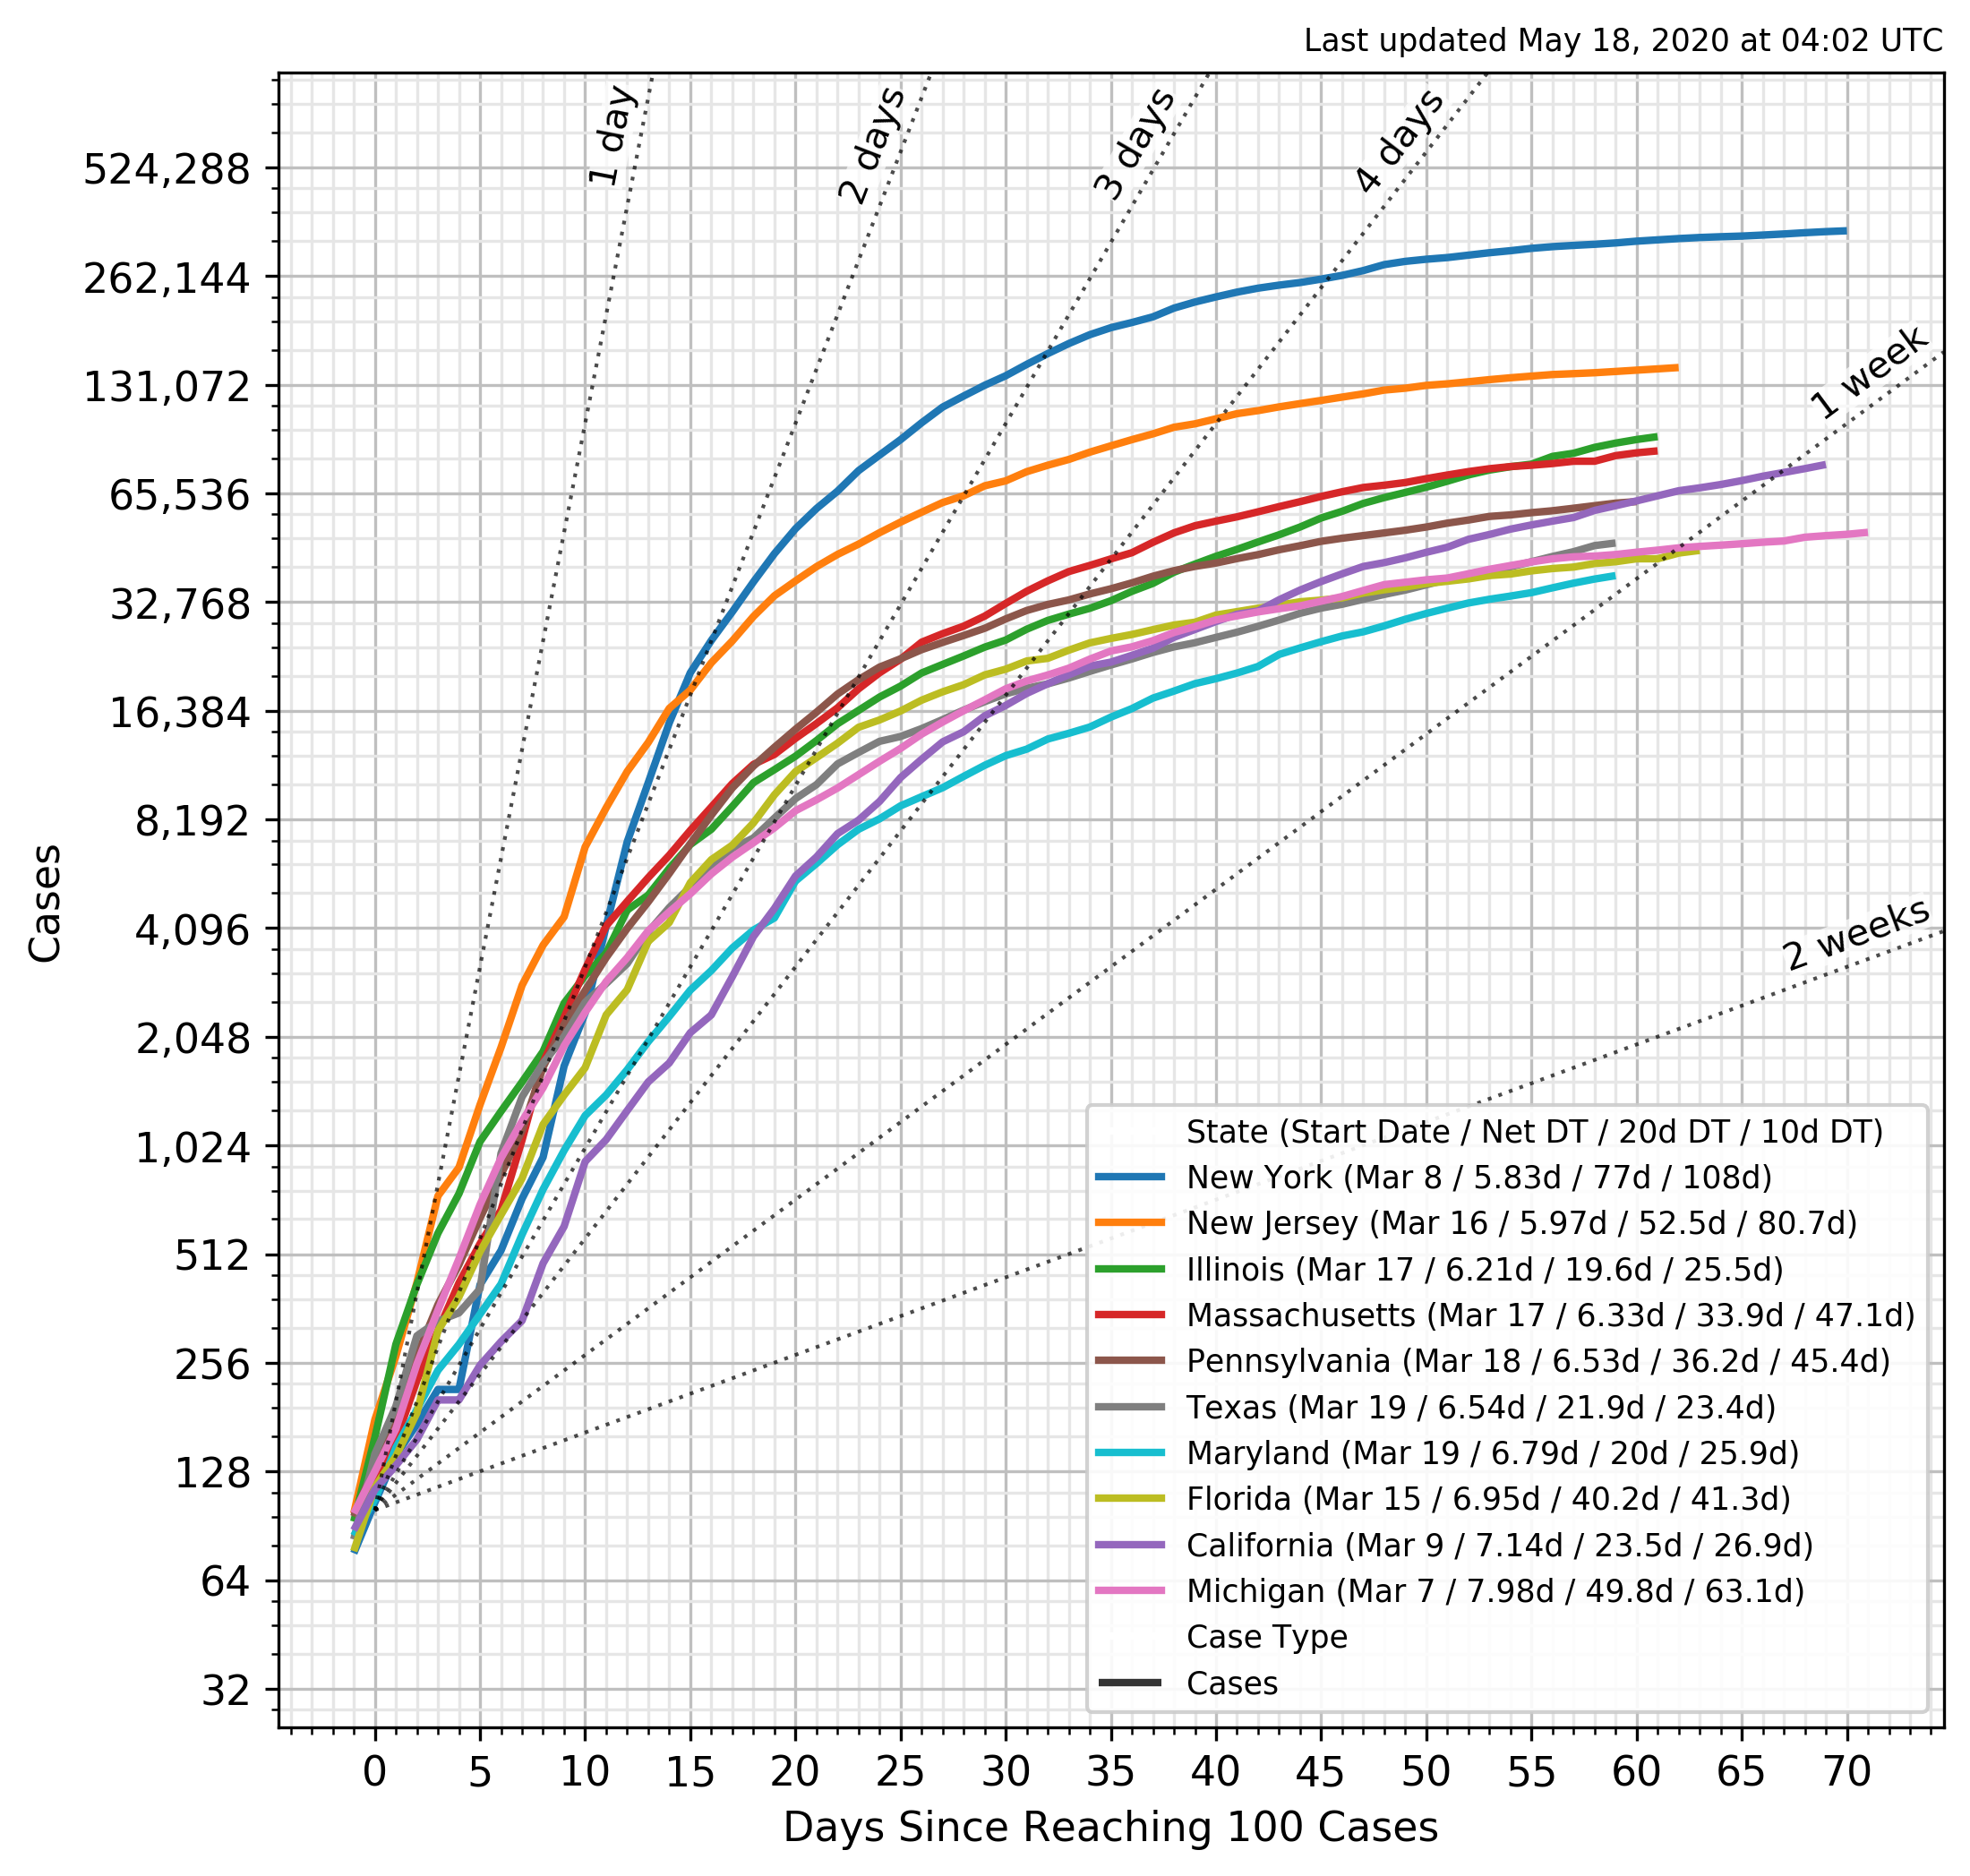 Last updated May 18, 2020 at 04:02 UTC
1 day
2 days
3 days
4 days
1 week
2 weeks
524,288
262,144
131,072
65,536
32,768
16,384
8,192
4,096
2,048
1,024
512
256
128
64
32
Cases
State (Start Date / Net DT / 20d DT / 10d DT)
New York (Mar 8 / 5.83d / 77d / 108d)
New Jersey (Mar 16 / 5.97d / 52.5d / 80.7d)
Illinois (Mar 17 / 6.21d / 19.6d / 25.5d)
Massachusetts (Mar 17 / 6.33d / 33.9d / 47.1d)
Pennsylvania (Mar 18 / 6.53d / 36.2d / 45.4d)
Texas (Mar 19 / 6.54d / 21.9d / 23.4d)
Maryland (Mar 19 / 6.79d / 20d / 25.9d)
Florida (Mar 15 / 6.95d / 40.2d / 41.3d)
California (Mar 9 / 7.14d / 23.5d / 26.9d)
Michigan (Mar 7 / 7.98d / 49.8d / 63.1d)
Case Type
Cases
0 5 10 15 20 25 30 35 40 45 50 55 60 65 70
Days Since Reaching 100 Cases